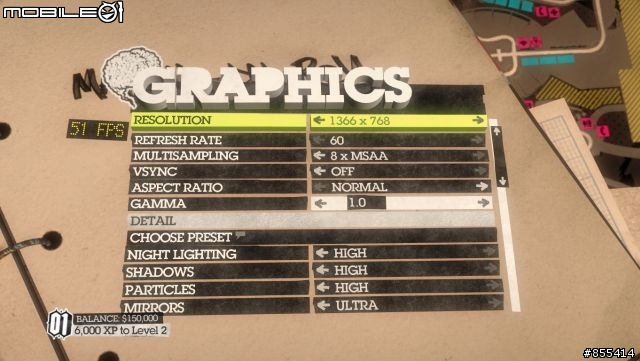 MOBILE01
GRAPHICS
RESOLUTION 1366 x 768
51 FPS
REFRESH RATE 60
MULTISAMPLING 8 x MSAA
VSYNC OFF
ASPECT RATIO NORMAL
GAMMA 1.0
DETAIL
CHOOSE PRESET
NIGHT LIGHTING HIGH
SHADOWS HIGH
PARTICLES HIGH
MIRRORS ULTRA
01 BALANCE: $150,000
6,000 XP to Level 2
#855414